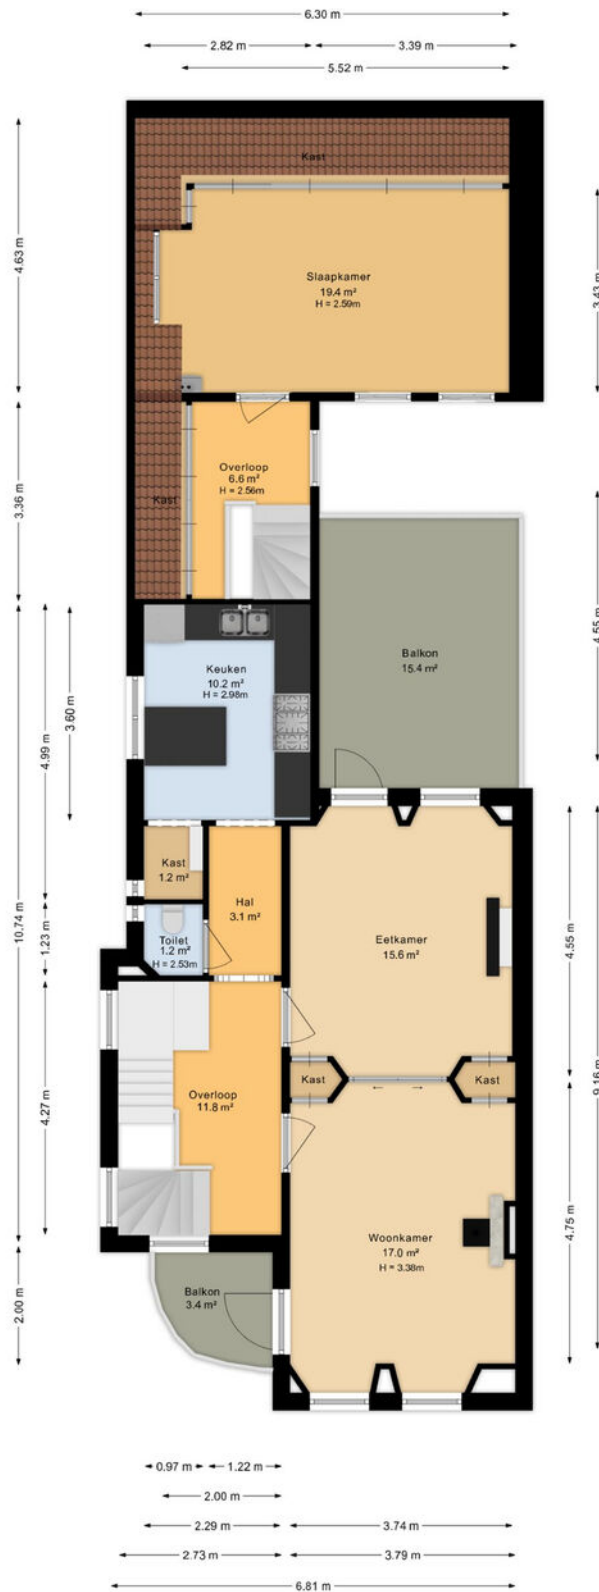 6.30 m
2.82 m
3.39 m
5.52 m
Kast
4.63 m
3.43 m
Slaapkamer
19.4 m²
H = 2.59m
3.36 m
Overloop
6.6 m²
H = 2.56m
Kast
4.55 m
Balkon
15.4 m²
Keuken
10.2 m²
H = 2.98m
3.60 m
4.99 m
Kast
1.2 m²
Hal
3.1 m²
10.74 m
1.23 m
Toilet
1.2 m²
H = 2.53m
Eetkamer
15.6 m²
4.55 m
9.16 m
Kast
Kast
Overloop
11.8 m²
4.27 m
Woonkamer
17.0 m²
H = 3.38m
4.75 m
Balkon
3.4 m²
2.00 m
0.97 m
1.22 m
2.00 m
2.29 m
3.74 m
2.73 m
3.79 m
6.81 m